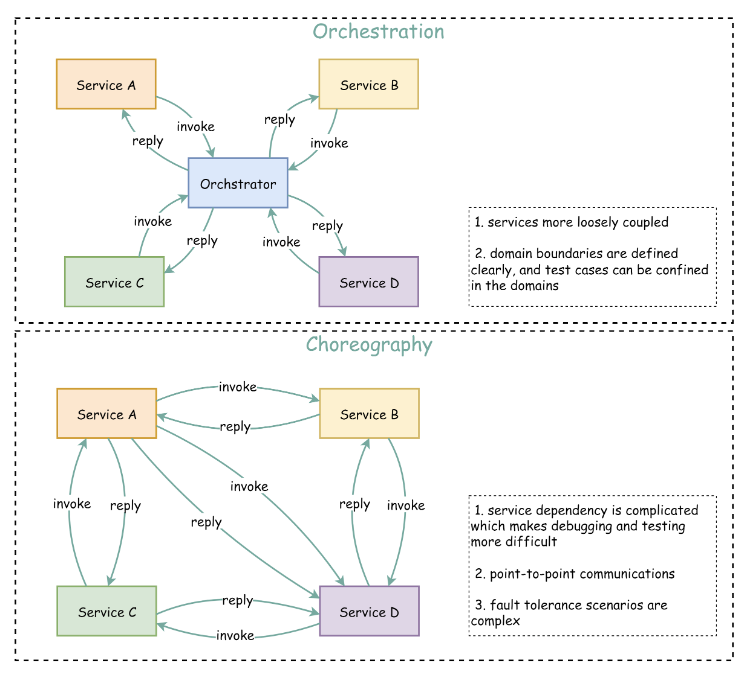 Orchestration
Service A
Service B
invoke
reply
reply
invoke
Orchstrator
invoke
reply
reply
invoke
Service C
Service D
1. services more loosely coupled
2. domain boundaries are defined
clearly, and test cases can be confined
in the domains
Choreography
Service A
invoke
Service B
reply
invoke
reply
invoke
reply
reply
invoke
Service C
reply
invoke
Service D
1. service dependency is complicated
which makes debugging and testing
more difficult
2. point-to-point communications
3. fault tolerance scenarios are
complex